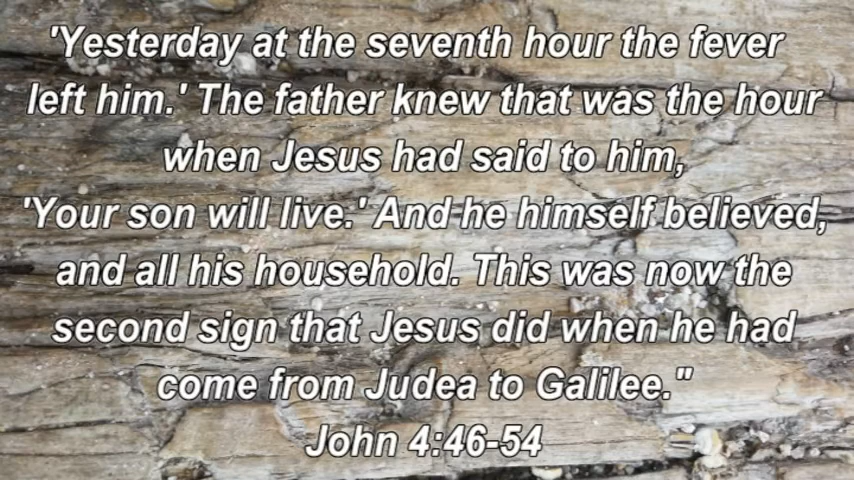 'Yesterday at the seventh hour the fever
left him.' The father knew that was the hour
when Jesus had said to him,
'Your son will live.' And he himself believed,
and all his household. This was now the
second sign that Jesus did when he had
come from Judea to Galilee."
John 4:46-54